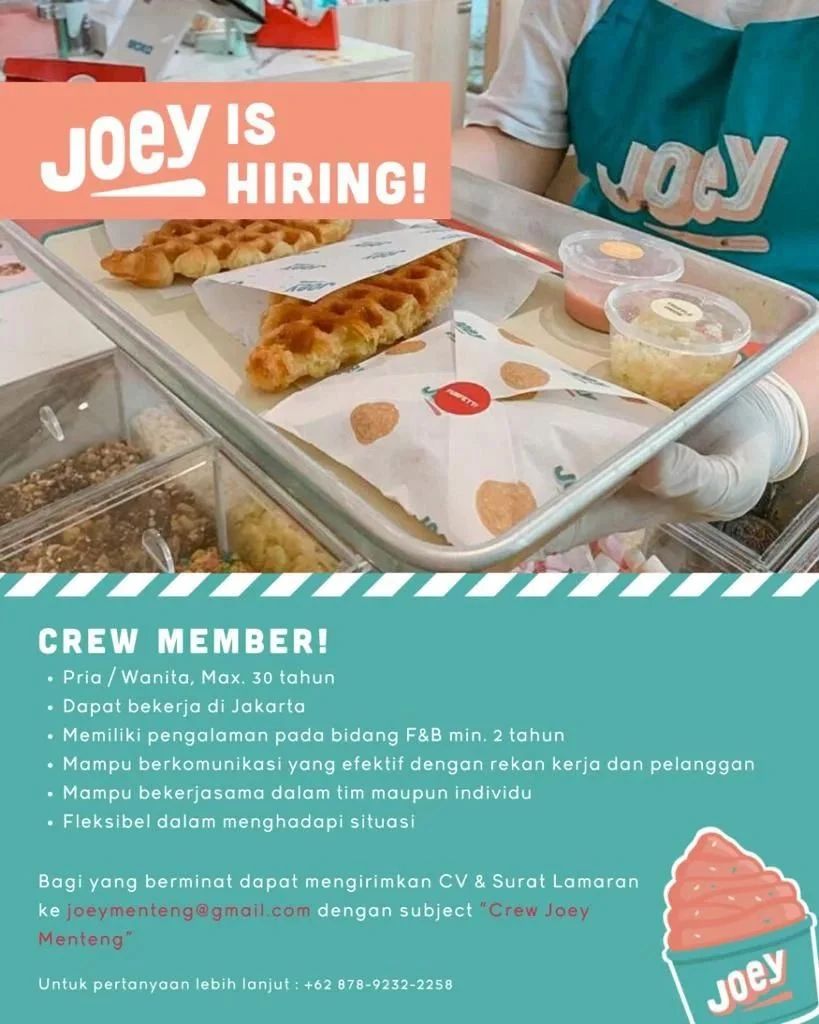 Joey IS
HIRING!
Joey
Joey
CREW MEMBER!
• Pria / Wanita, Max. 30 tahun
• Dapat bekerja di Jakarta
• Memiliki pengalaman pada bidang F&B min. 2 tahun
• Mampu berkomunikasi yang efektif dengan rekan kerja dan pelanggan
• Mampu bekerjasama dalam tim maupun individu
• Fleksibel dalam menghadapi situasi
Bagi yang berminat dapat mengirimkan CV & Surat Lamaran
ke joeymenteng@gmail.com dengan subject "Crew Joey
Menteng"
Untuk pertanyaan lebih lanjut : +62 878-9232-2258
Joey